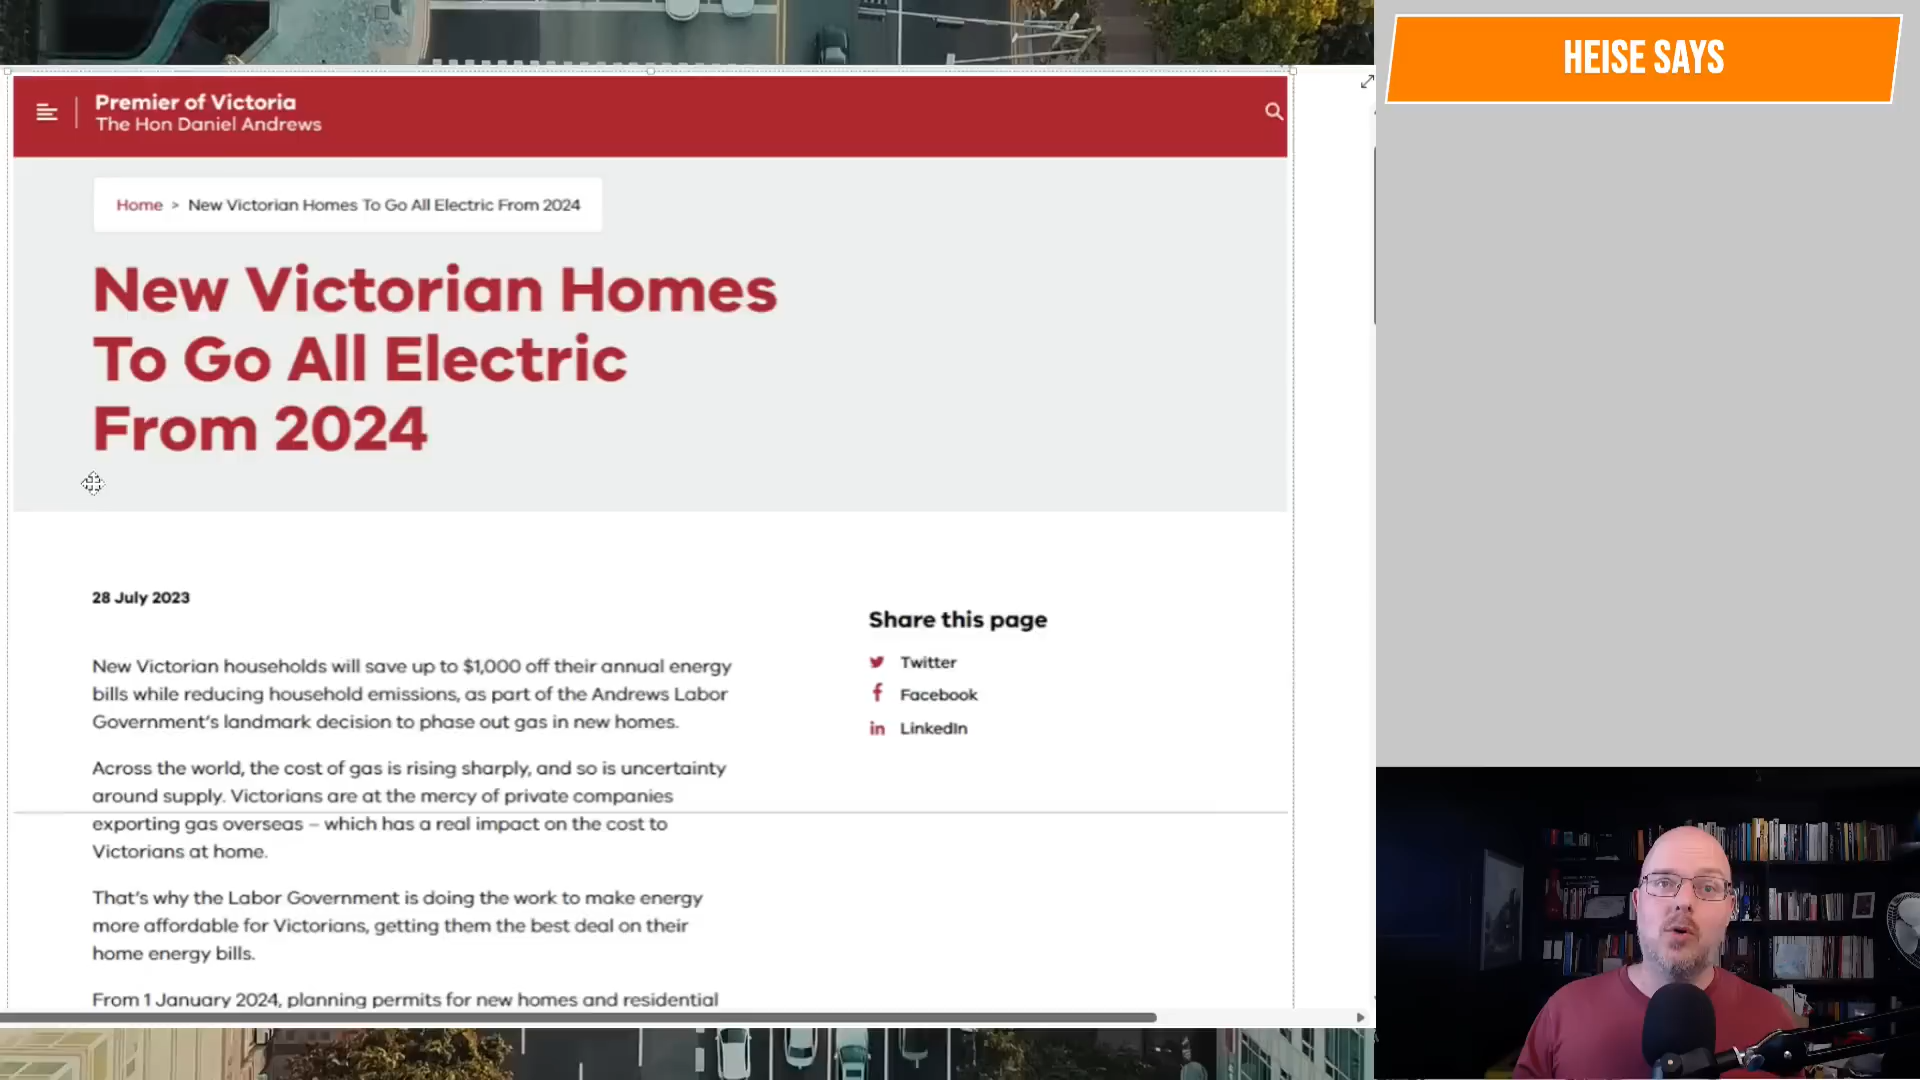 HEISE SAYS
Premier of Victoria
The Hon Daniel Andrews
Home > New Victorian Homes To Go All Electric From 2024
New Victorian Homes
To Go All Electric
From 2024
28 July 2023
New Victorian households will save up to $1,000 off their annual energy
bills while reducing household emissions, as part of the Andrews Labor
Government's landmark decision to phase out gas in new homes.
Across the world, the cost of gas is rising sharply, and so is uncertainty
around supply. Victorians are at the mercy of private companies
exporting gas overseas – which has a real impact on the cost to
Victorians at home.
That's why the Labor Government is doing the work to make energy
more affordable for Victorians, getting them the best deal on their
home energy bills.
From 1 January 2024, planning permits for new homes and residential
Share this page
Twitter
Facebook
LinkedIn